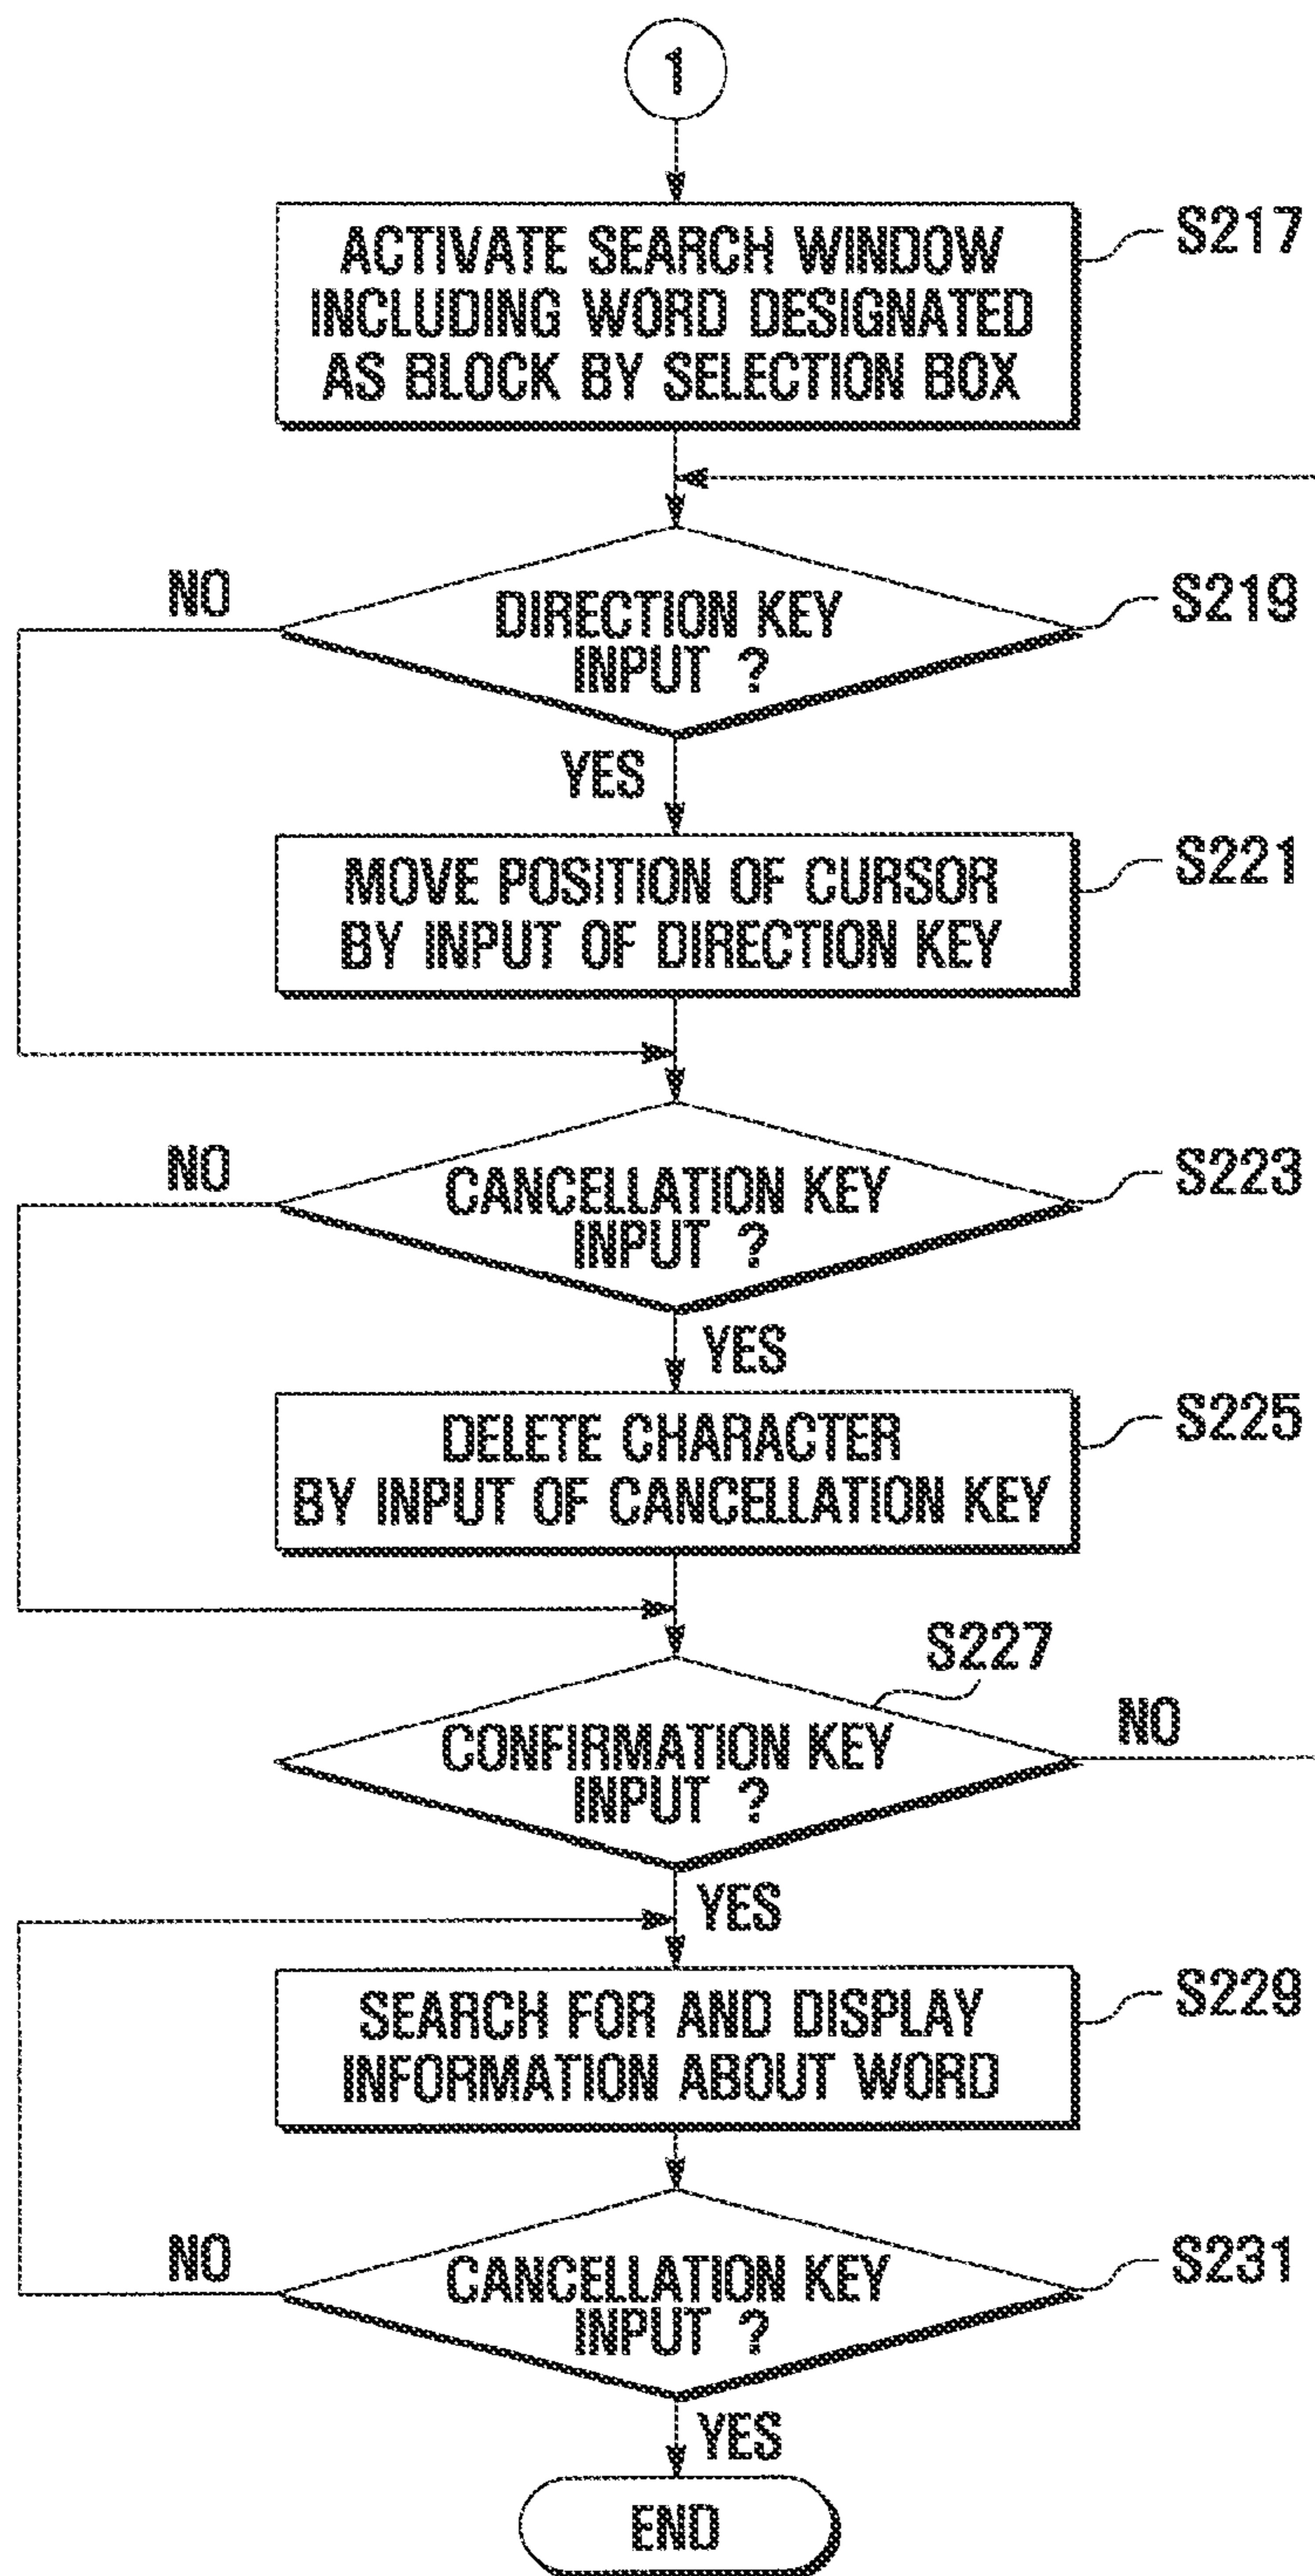 1
ACTIVATE SEARCH WINDOW
INCLUDING WORD DESIGNATED
AS BLOCK BY SELECTION BOX
S217
NO
DIRECTION KEY
INPUT ?
S219
YES
MOVE POSITION OF CURSOR
BY INPUT OF DIRECTION KEY
S221
NO
CANCELLATION KEY
INPUT ?
S223
YES
DELETE CHARACTER
BY INPUT OF CANCELLATION KEY
S225
S227
CONFIRMATION KEY
INPUT ?
NO
YES
SEARCH FOR AND DISPLAY
INFORMATION ABOUT WORD
S229
NO
CANCELLATION KEY
INPUT ?
S231
YES
END